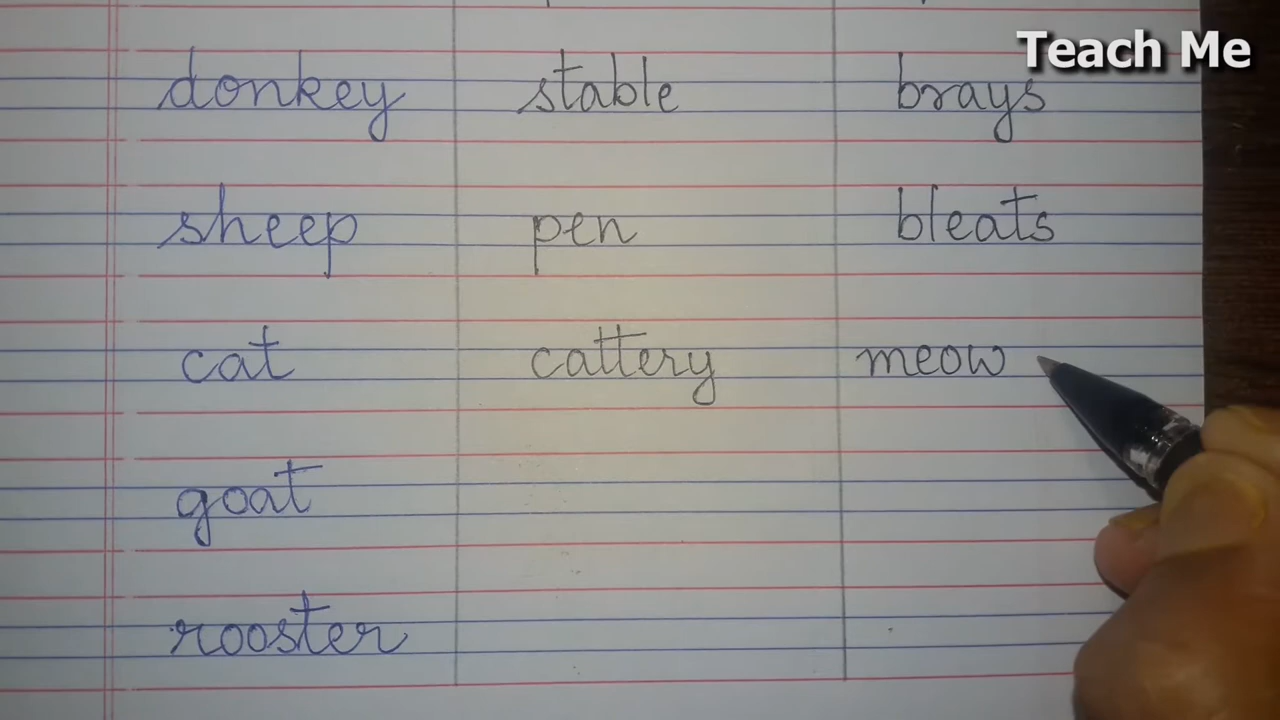 Teach Me
donkey stable brays
sheep pen bleats
cat cattery meow
goat
rooster